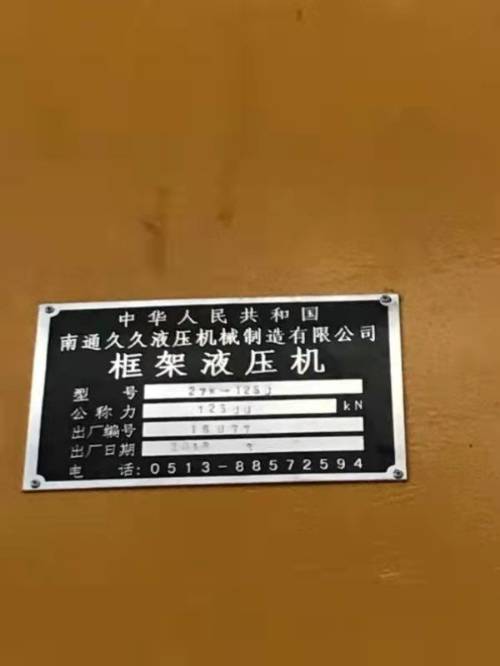 中华人民共和国
南通久久液压机械制造有限公司
框架液压机
型号
公称力 12500 kN
出厂编号
出厂日期
电话:0513-88572594